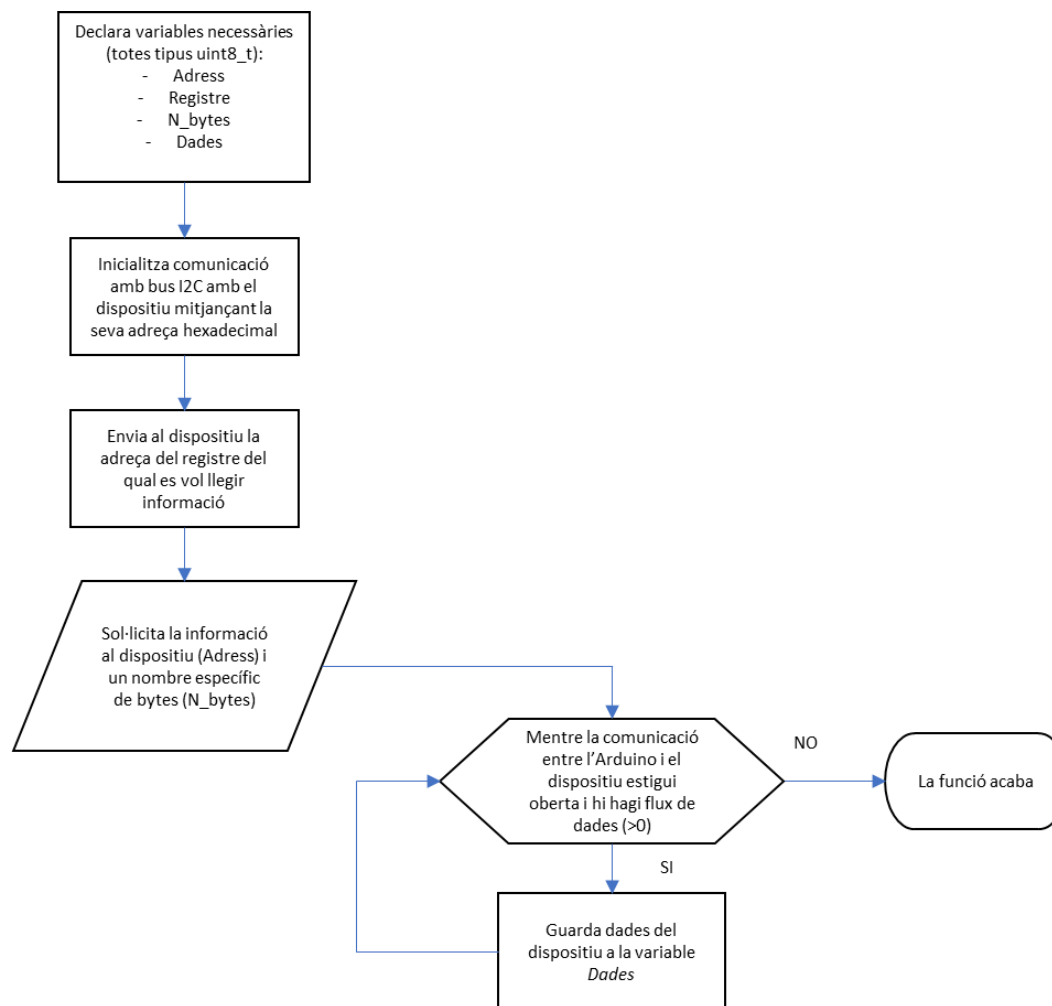 Declara variables necessàries
(totes tipus uint8_t):
- Adress
- Registre
- N_bytes
- Dades
Inicialitza comunicació
amb bus I2C amb el
dispositiu mitjançant la
seva adreça hexadecimal
Envia al dispositiu la
adreça del registre del
qual es vol llegir
informació
Sol·licita la informació
al dispositiu (Adress) i
un nombre específic
de bytes (N_bytes)
Mentre la comunicació
entre l’Arduino i el
dispositiu estigui
oberta i hi hagi flux de
dades (>0)
NO
La funció acaba
SI
Guarda dades del
dispositiu a la variable
Dades